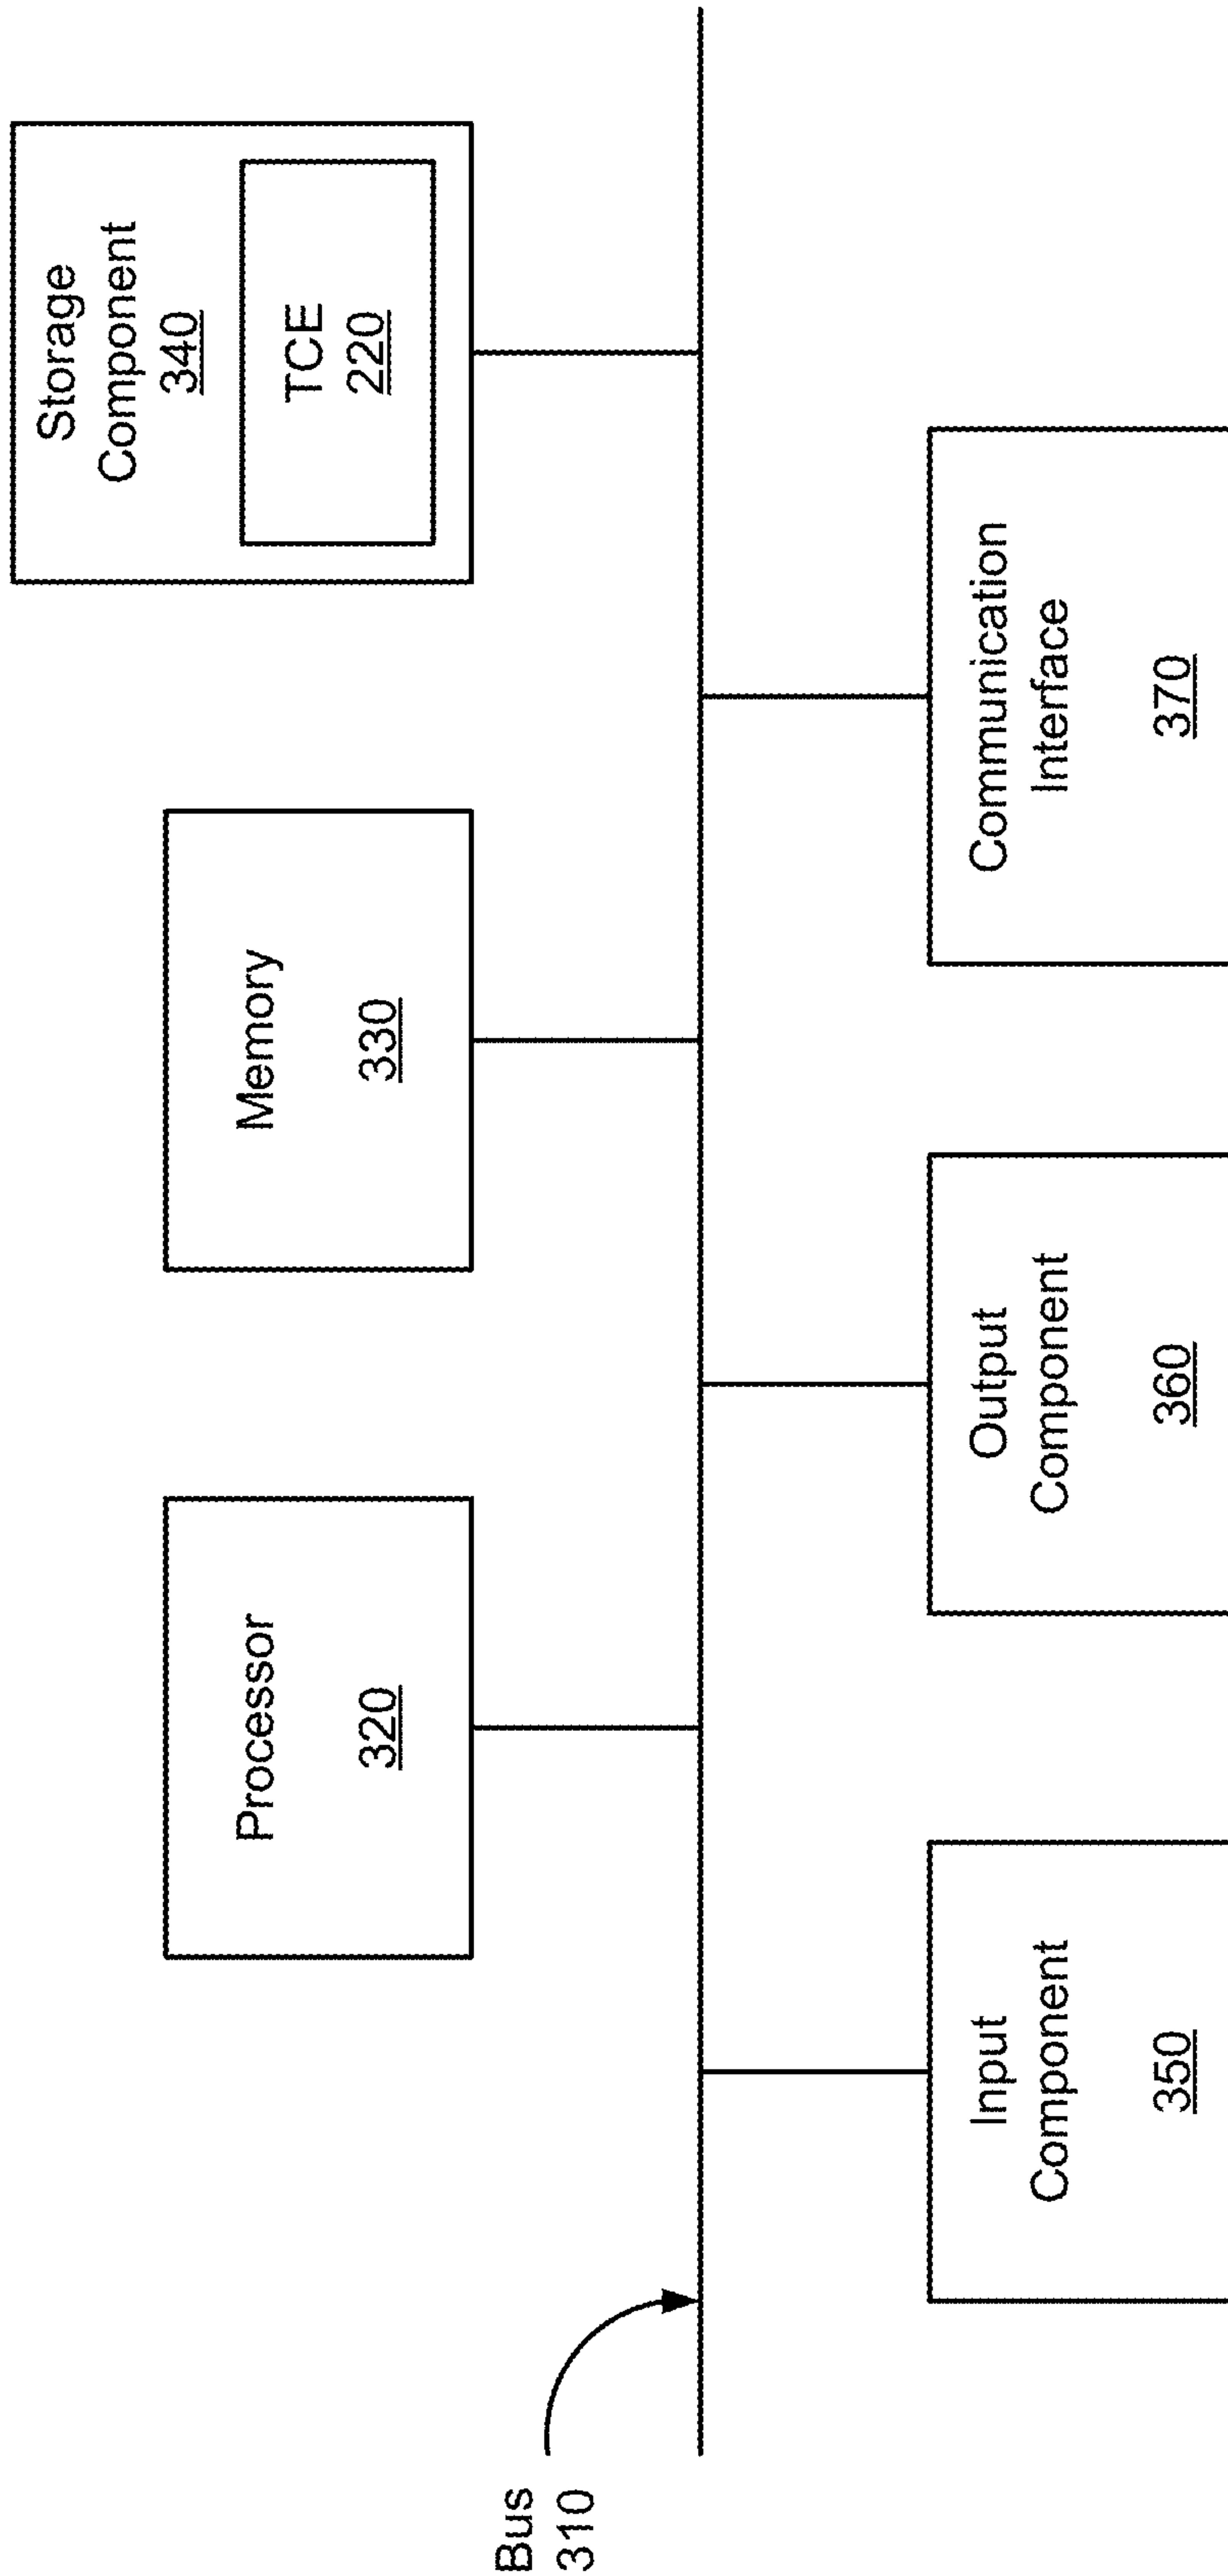 Processor
320
Memory
330
Storage
Component
340
TCE
220
Bus
310
Input
Component
350
Output
Component
360
Communication
Interface
370